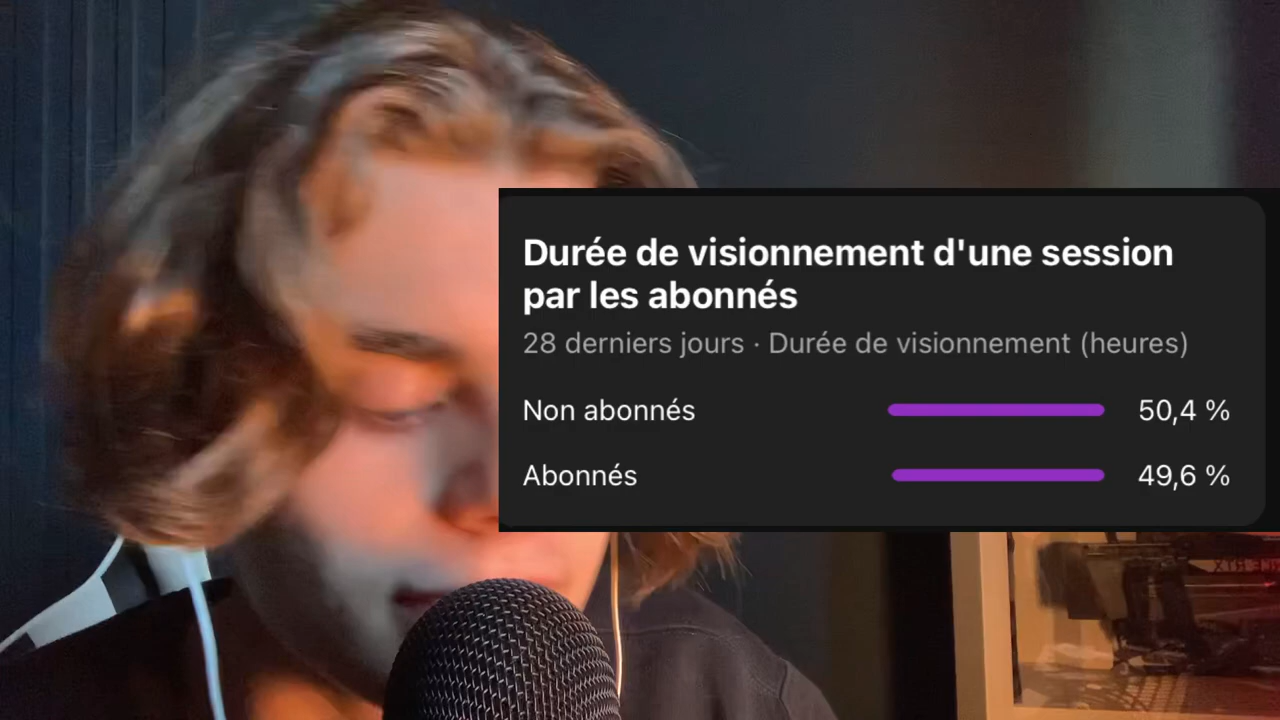 Durée de visionnement d'une session
par les abonnés
28 derniers jours · Durée de visionnement (heures)
Non abonnés 50,4 %
Abonnés 49,6 %